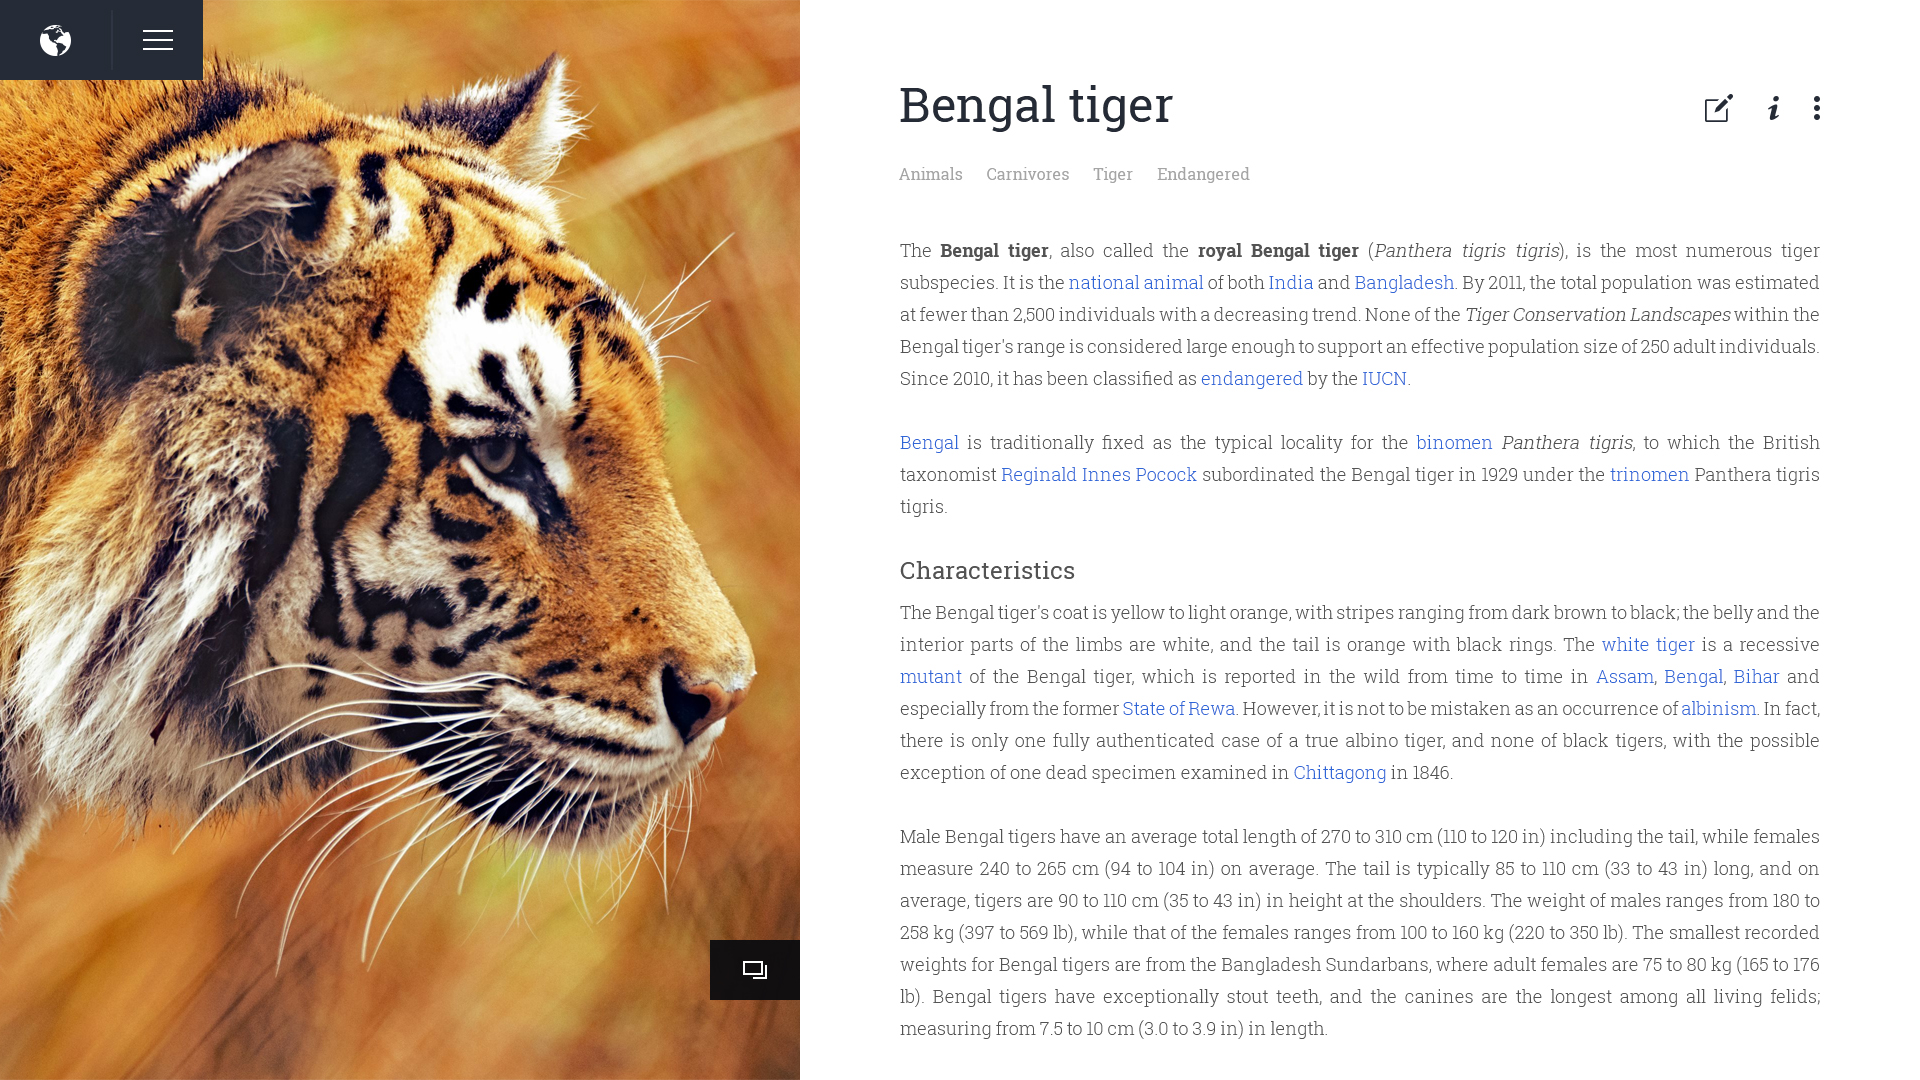 Bengal tiger
Animals Carnivores Tiger Endangered
The Bengal tiger, also called the royal Bengal tiger (Panthera tigris tigris), is the most numerous tiger
subspecies. It is the national animal of both India and Bangladesh. By 2011, the total population was estimated
at fewer than 2,500 individuals with a decreasing trend. None of the Tiger Conservation Landscapes within the
Bengal tiger's range is considered large enough to support an effective population size of 250 adult individuals.
Since 2010, it has been classified as endangered by the IUCN.
Bengal is traditionally fixed as the typical locality for the binomen Panthera tigris, to which the British
taxonomist Reginald Innes Pocock subordinated the Bengal tiger in 1929 under the trinomen Panthera tigris
tigris.
Characteristics
The Bengal tiger's coat is yellow to light orange, with stripes ranging from dark brown to black; the belly and the
interior parts of the limbs are white, and the tail is orange with black rings. The white tiger is a recessive
mutant of the Bengal tiger, which is reported in the wild from time to time in Assam, Bengal, Bihar and
especially from the former State of Rewa. However, it is not to be mistaken as an occurrence of albinism. In fact,
there is only one fully authenticated case of a true albino tiger, and none of black tigers, with the possible
exception of one dead specimen examined in Chittagong in 1846.
Male Bengal tigers have an average total length of 270 to 310 cm (110 to 120 in) including the tail, while females
measure 240 to 265 cm (94 to 104 in) on average. The tail is typically 85 to 110 cm (33 to 43 in) long, and on
average, tigers are 90 to 110 cm (35 to 43 in) in height at the shoulders. The weight of males ranges from 180 to
258 kg (397 to 569 lb), while that of the females ranges from 100 to 160 kg (220 to 350 lb). The smallest recorded
weights for Bengal tigers are from the Bangladesh Sundarbans, where adult females are 75 to 80 kg (165 to 176
lb). Bengal tigers have exceptionally stout teeth, and the canines are the longest among all living felids;
measuring from 7.5 to 10 cm (3.0 to 3.9 in) in length.